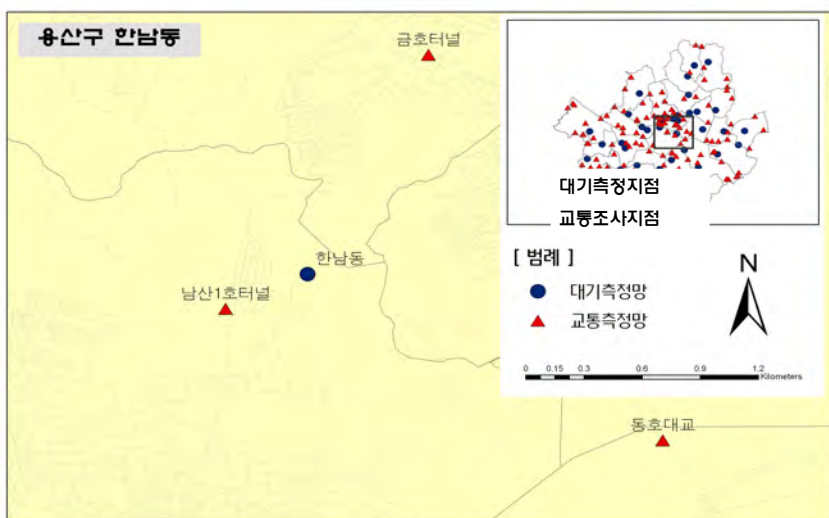 용산구 한남동
금호터널
한남동
남산1호터널
동호대교
대기측정지점
교통조사지점
[ 범례 ]
대기측정망
교통측정망
N
0 0.15 0.3 0.6 0.9 1.2
Kilometers